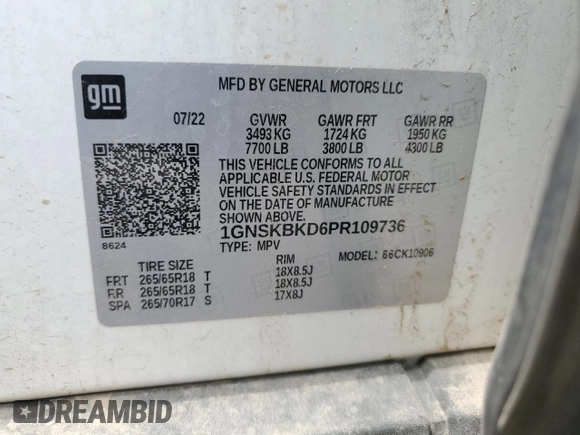 gm
MFD BY GENERAL MOTORS LLC
07/22 GVWR GAWR FRT GAWR RR
3493 KG 1724 KG 1950 KG
7700 LB 3800 LB 4300 LB
THIS VEHICLE CONFORMS TO ALL
APPLICABLE U.S. FEDERAL MOTOR
VEHICLE SAFETY STANDARDS IN EFFECT
ON THE DATE OF MANUFACTURE
SHOWN ABOVE.
8624
1GNSKBKD6PR109736
TYPE: MPV MODEL: 66CK10906
TIRE SIZE RIM
FRT 265/65R18 T 18X8.5J
RR 265/65R18 T 18X8.5J
SPA 265/70R17 S 17X8J
DREAMBID